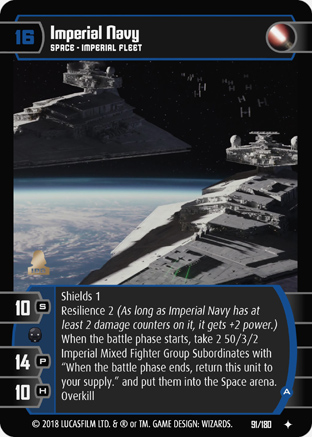 16 Imperial Navy
SPACE • IMPERIAL FLEET
10 S
14 P
10 H
Shields 1
Resilience 2 (As long as Imperial Navy has at
least 2 damage counters on it, it gets +2 power.)
When the battle phase starts, take 2 50/3/2
Imperial Mixed Fighter Group Subordinates with
"When the battle phase ends, return this unit to
your supply." and put them into the Space arena.
Overkill
A
© 2018 LUCASFILM LTD. & ® OR TM. GAME DESIGN: WIZARDS. 91/180